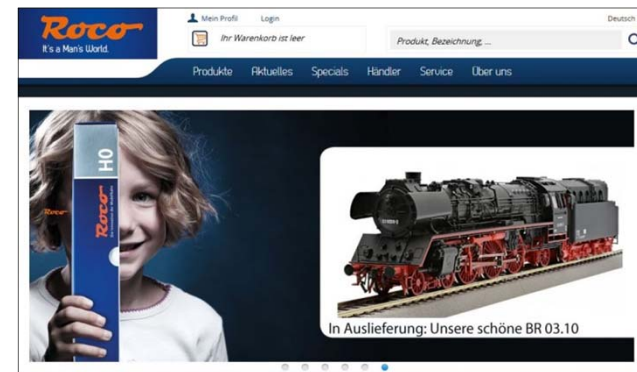 Roco
It's a Man's World.
Mein Profil Login Deutsch
Ihr Warenkorb ist leer
Produkt, Bezeichnung, ...
Produkte Aktuelles Specials Händler Service Über uns
H0
Roco
Roco
In Auslieferung: Unsere schöne BR 03.10